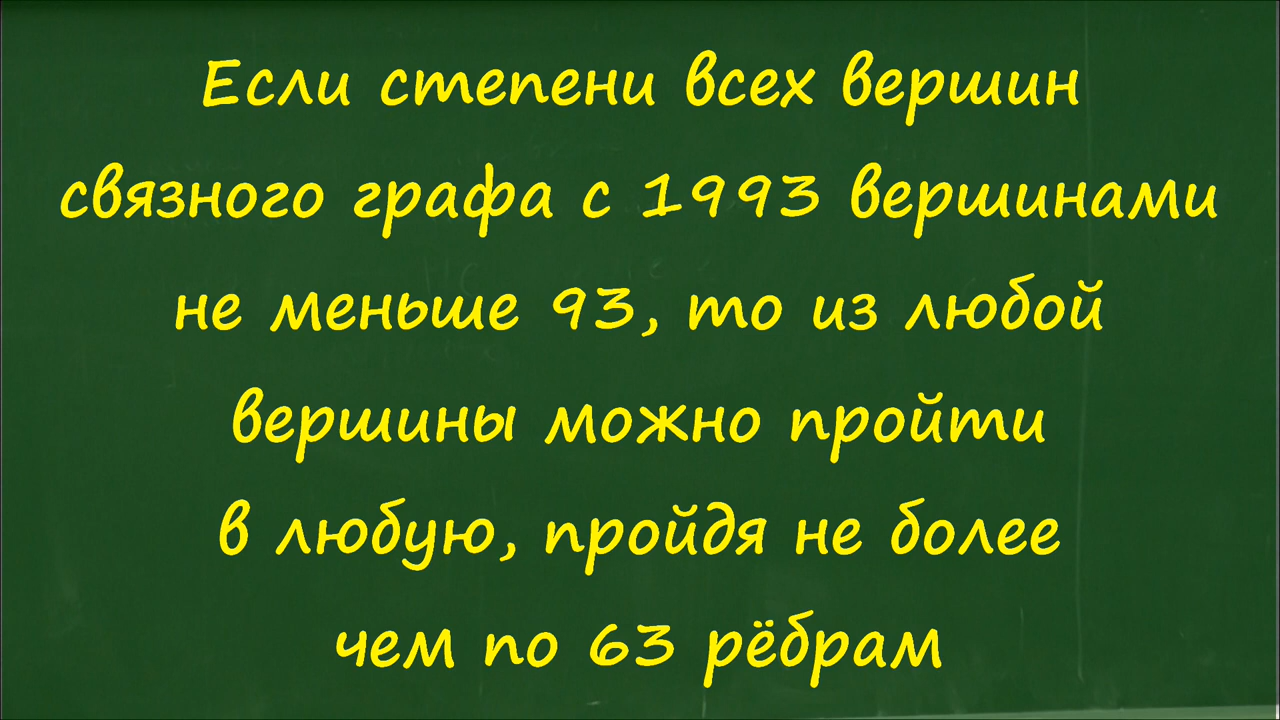 Если степени всех вершин
связного графа с 1993 вершинами
не меньше 93, то из любой
вершины можно пройти
в любую, пройдя не более
чем по 63 рёбрам